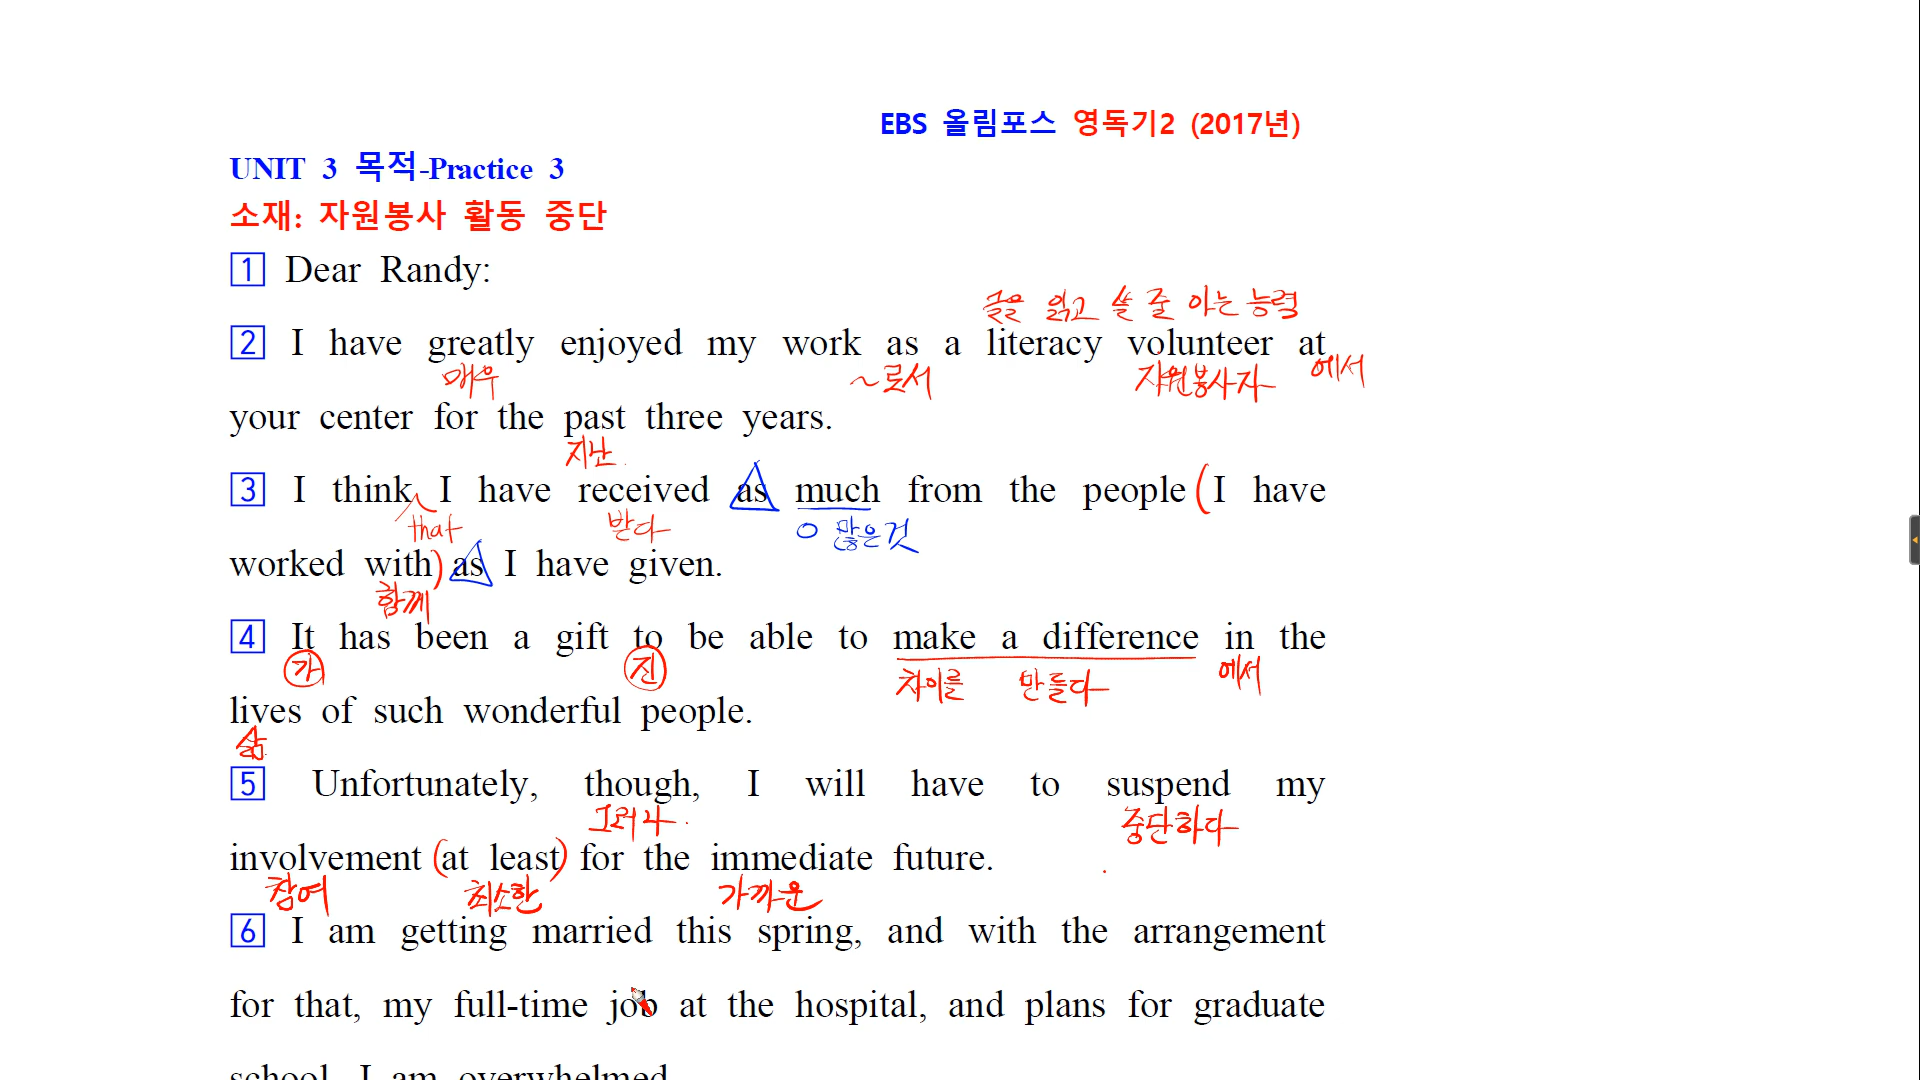 EBS 올림포스 영독기2 (2017년)
UNIT 3 목적-Practice 3
소재: 자원봉사 활동 중단
1 Dear Randy:
글을 읽고 쓸 줄 아는 능력
2 I have greatly enjoyed my work as a literacy volunteer at
매우 ~로서 자원봉사자 에서
your center for the past three years.
지난
3 I think I have received as much from the people (I have
that 받다 많은것
worked with) as I have given.
함께
4 It has been a gift to be able to make a difference in the
가 진 차이를 만들다 에서
lives of such wonderful people.
삶
5 Unfortunately, though, I will have to suspend my
그러나 중단하다
involvement (at least) for the immediate future.
참여 최소한 가까운
6 I am getting married this spring, and with the arrangement
for that, my full-time job at the hospital, and plans for graduate
school, I am overwhelmed